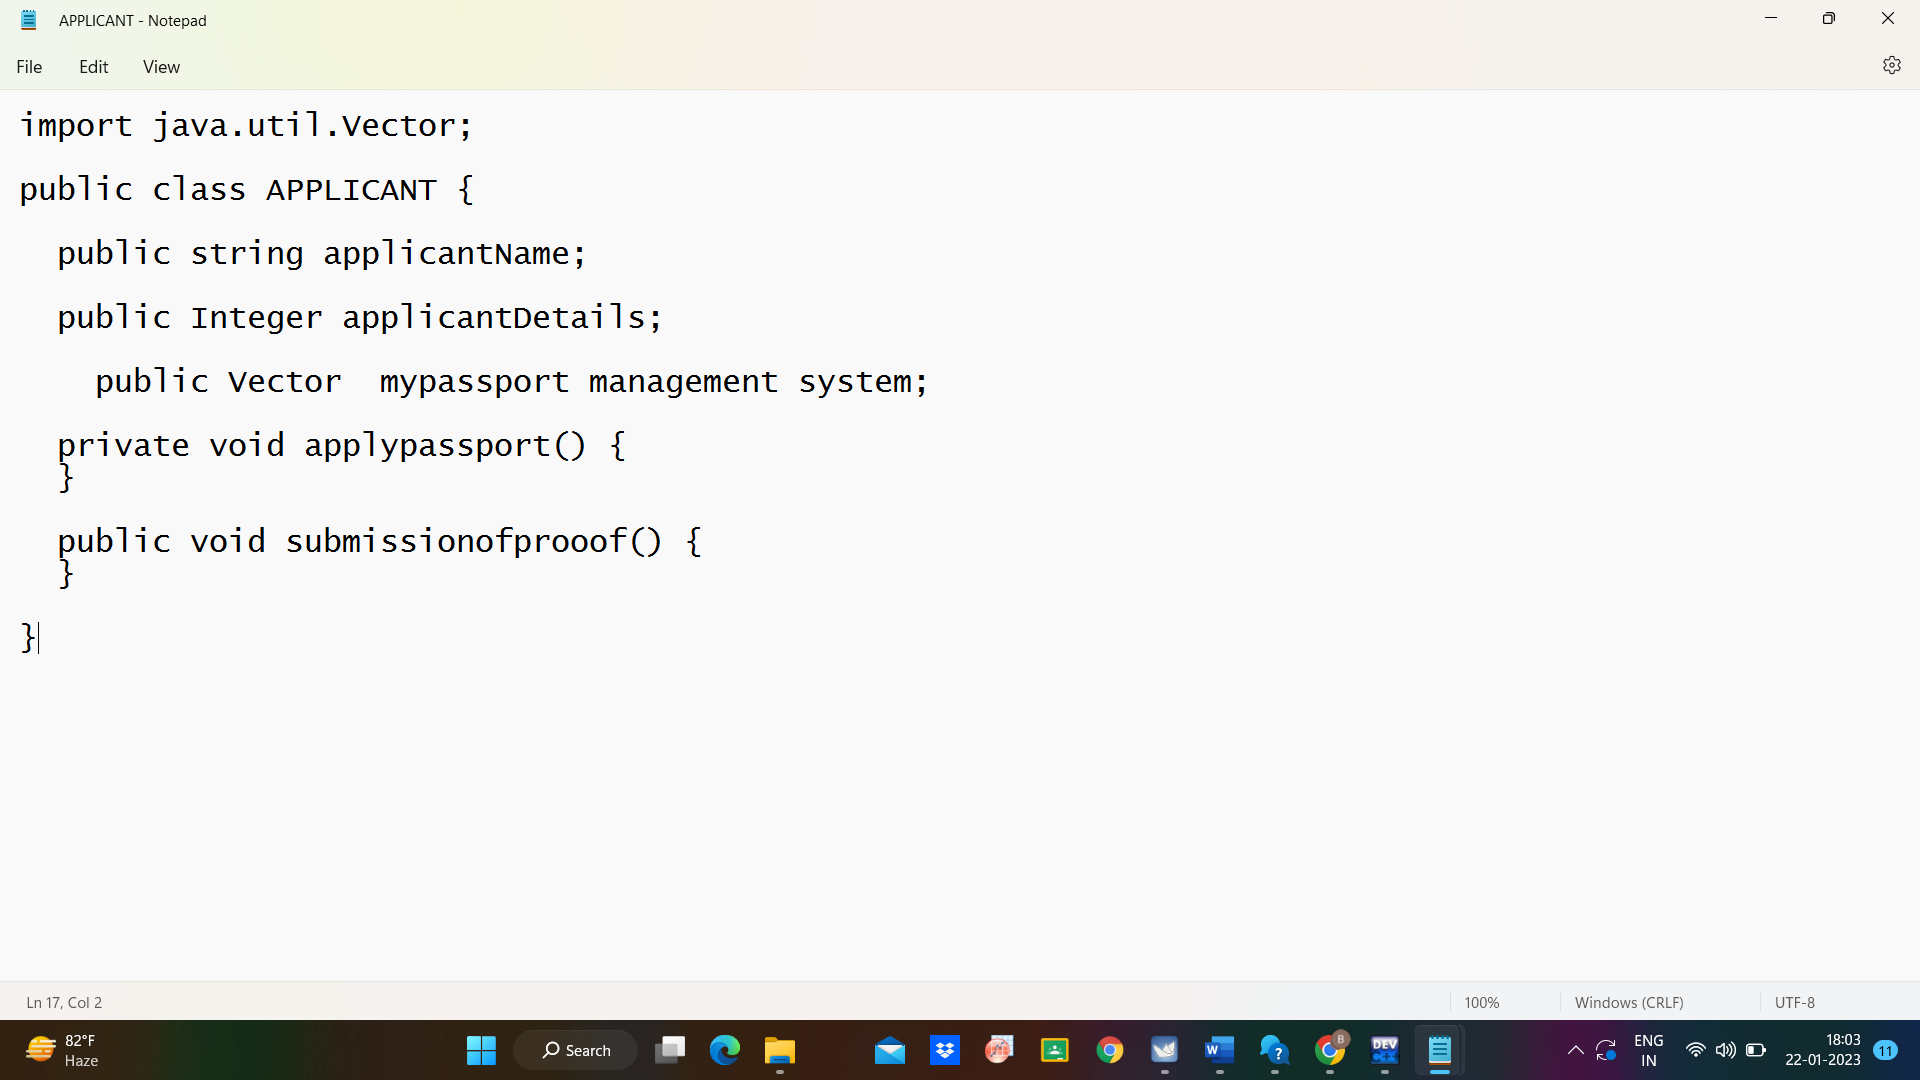 APPLICANT - Notepad
File Edit View
import java.util.Vector;
public class APPLICANT {
public string applicantName;
public Integer applicantDetails;
public Vector  mypassport management system;
private void applypassport() {
}
public void submissionofprooof() {
}
}
Ln 17, Col 2 100% Windows (CRLF) UTF-8
82°F
Haze
Search
W
?
B
DEV
C++
ENG
IN
18:03
22-01-2023
11